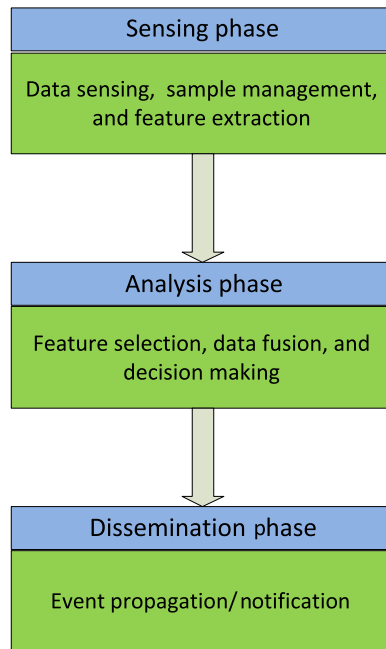 Sensing phase
Data sensing, sample management,
and feature extraction
Analysis phase
Feature selection, data fusion, and
decision making
Dissemination phase
Event propagation/notification